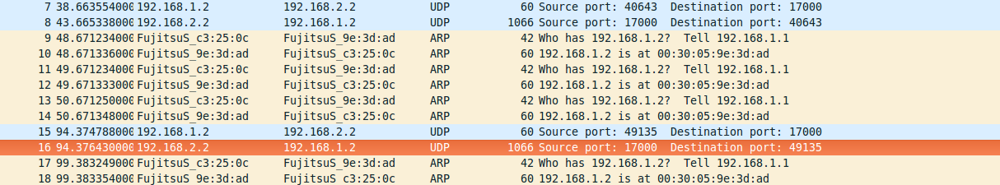 7 38.663554000 192.168.1.2 192.168.2.2 UDP 60 Source port: 40643 Destination port: 17000
8 43.665338000 192.168.2.2 192.168.1.2 UDP 1066 Source port: 17000 Destination port: 40643
9 48.671234000 FujitsuS_c3:25:0c FujitsuS_9e:3d:ad ARP 42 Who has 192.168.1.2? Tell 192.168.1.1
10 48.671336000 FujitsuS_9e:3d:ad FujitsuS_c3:25:0c ARP 60 192.168.1.2 is at 00:30:05:9e:3d:ad
11 49.671234000 FujitsuS_c3:25:0c FujitsuS_9e:3d:ad ARP 42 Who has 192.168.1.2? Tell 192.168.1.1
12 49.671333000 FujitsuS_9e:3d:ad FujitsuS_c3:25:0c ARP 60 192.168.1.2 is at 00:30:05:9e:3d:ad
13 50.671250000 FujitsuS_c3:25:0c FujitsuS_9e:3d:ad ARP 42 Who has 192.168.1.2? Tell 192.168.1.1
14 50.671348000 FujitsuS_9e:3d:ad FujitsuS_c3:25:0c ARP 60 192.168.1.2 is at 00:30:05:9e:3d:ad
15 94.374788000 192.168.1.2 192.168.2.2 UDP 60 Source port: 49135 Destination port: 17000
16 94.376430000 192.168.2.2 192.168.1.2 UDP 1066 Source port: 17000 Destination port: 49135
17 99.383249000 FujitsuS_c3:25:0c FujitsuS_9e:3d:ad ARP 42 Who has 192.168.1.2? Tell 192.168.1.1
18 99.383354000 FujitsuS_9e:3d:ad FujitsuS_c3:25:0c ARP 60 192.168.1.2 is at 00:30:05:9e:3d:ad